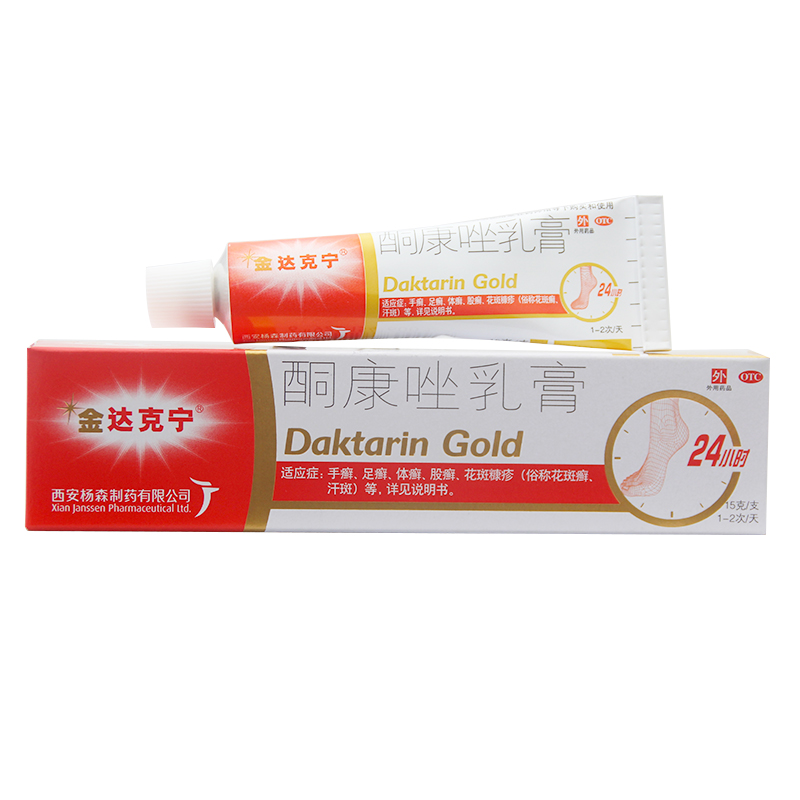 酮康唑乳膏
外
OTC
外用药品
金达克宁®
Daktarin Gold
适应症：手癣、足癣、体癣、股癣、花斑糠疹（俗称花斑癣、
汗斑）等，详见说明书。
24小时
1-2次/天
西安杨森制药有限公司
酮康唑乳膏
外
OTC
外用药品
金达克宁®
Daktarin Gold
24小时
适应症：手癣、足癣、体癣、股癣、花斑糠疹（俗称花斑癣、
汗斑）等，详见说明书。
西安杨森制药有限公司
Xian Janssen Pharmaceutical Ltd.
15克/支
1-2次/天